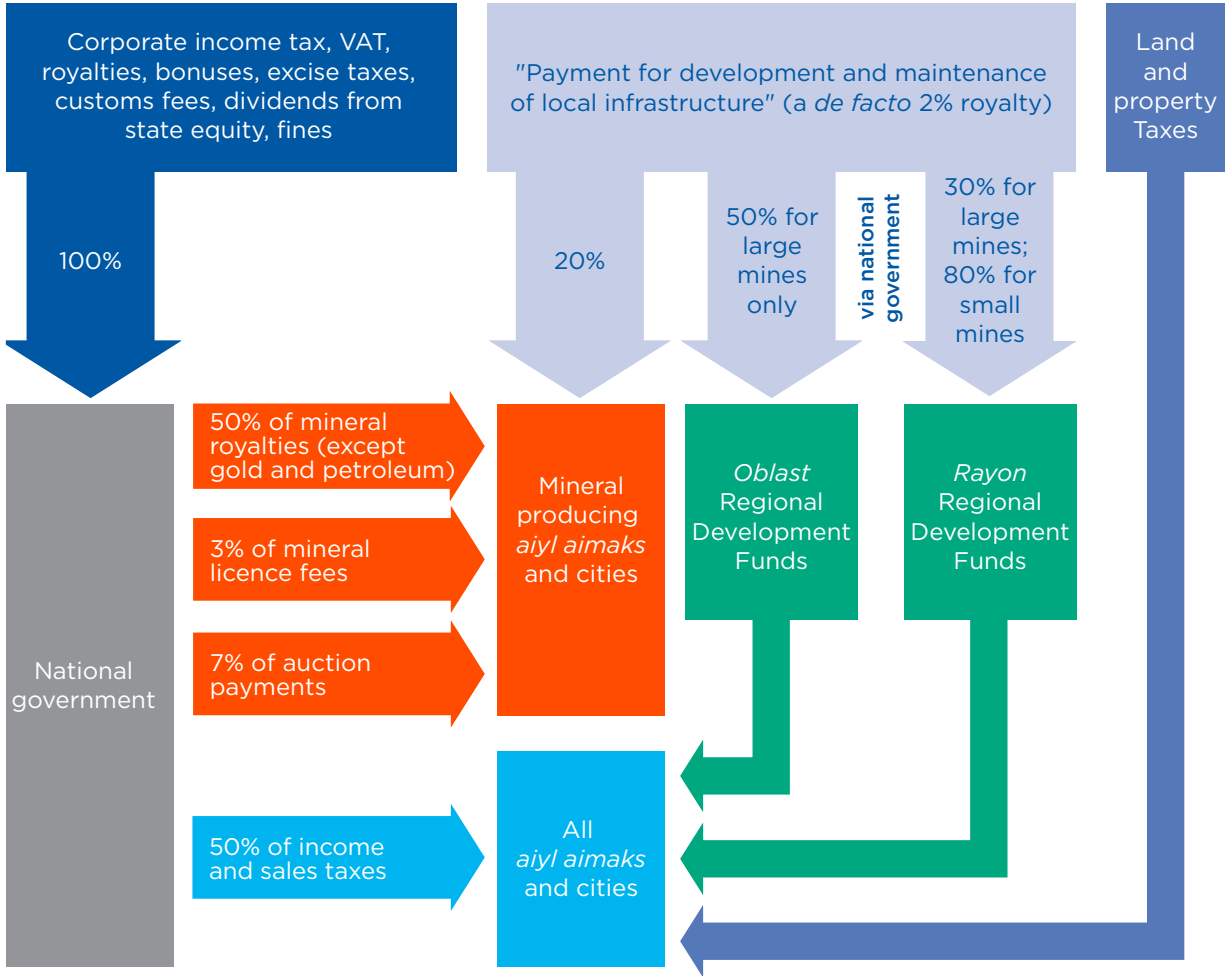 Corporate income tax, VAT,
royalties, bonuses, excise taxes,
customs fees, dividends from
state equity, fines
"Payment for development and maintenance
of local infrastructure" (a de facto 2% royalty)
Land
and
property
Taxes
100%
20%
50% for
large
mines
only
via national
government
30% for
large
mines;
80% for
small
mines
National
government
50% of mineral
royalties (except
gold and petroleum)
3% of mineral
licence fees
7% of auction
payments
50% of income
and sales taxes
Mineral
producing
aiyl aimaks
and cities
Oblast
Regional
Development
Funds
Rayon
Regional
Development
Funds
All
aiyl aimaks
and cities